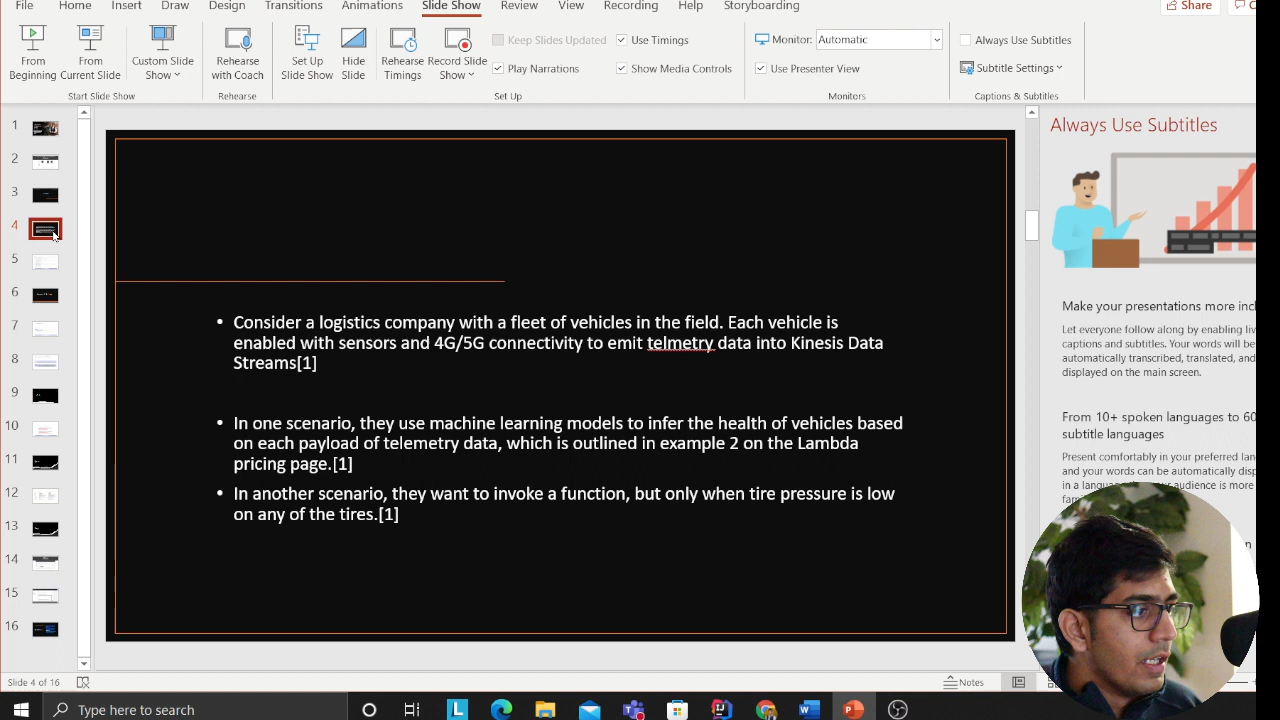 File Home Insert Draw Design Transitions Animations Slide Show Review View Recording Help Storyboarding Share
From Beginning
From Current Slide
Custom Slide Show
Rehearse with Coach
Set Up Slide Show
Hide Slide
Rehearse Timings
Record Slide Show
Keep Slides Updated
Play Narrations
Use Timings
Show Media Controls
Monitor: Automatic
Use Presenter View
Always Use Subtitles
Subtitle Settings
Start Slide Show
Rehearse
Set Up
Monitors
Captions & Subtitles
1
2
3
4
5
6
7
8
9
10
11
12
13
14
15
16
• Consider a logistics company with a fleet of vehicles in the field. Each vehicle is
enabled with sensors and 4G/5G connectivity to emit telmetry data into Kinesis Data
Streams[1]
• In one scenario, they use machine learning models to infer the health of vehicles based
on each payload of telemetry data, which is outlined in example 2 on the Lambda
pricing page.[1]
• In another scenario, they want to invoke a function, but only when tire pressure is low
on any of the tires.[1]
Always Use Subtitles
Make your presentations more incl
Let everyone follow along by enabling liv
captions and subtitles. Your words will be
automatically transcribed, translated, and
displayed on the main screen.
From 10+ spoken languages to 60
subtitle languages
Present comfortably in your preferred lan
and your words can be automatically disp
Slide 4 of 16
Notes
Type here to search